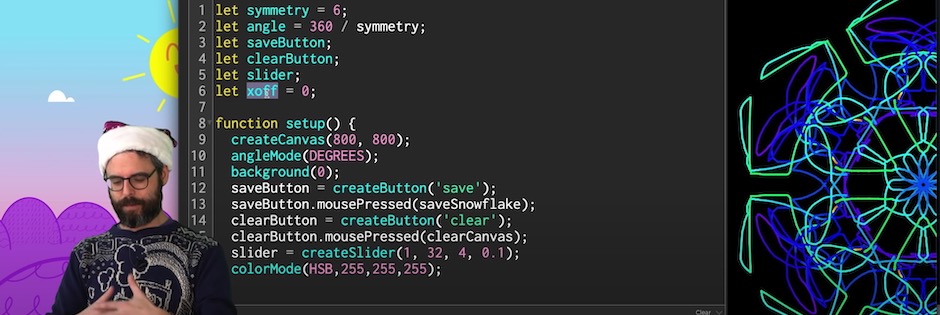 1 let symmetry = 6;
2 let angle = 360 / symmetry;
3 let saveButton;
4 let clearButton;
5 let slider;
6 let xoff = 0;
7
8 function setup() {
9 createCanvas(800, 800);
10 angleMode(DEGREES);
11 background(0);
12 saveButton = createButton('save');
13 saveButton.mousePressed(saveSnowflake);
14 clearButton = createButton('clear');
clearButton.mousePressed(clearCanvas);
16 slider = createSlider(1, 32, 4, 0.1);
colorMode(HSB,255,255,255);
Clear